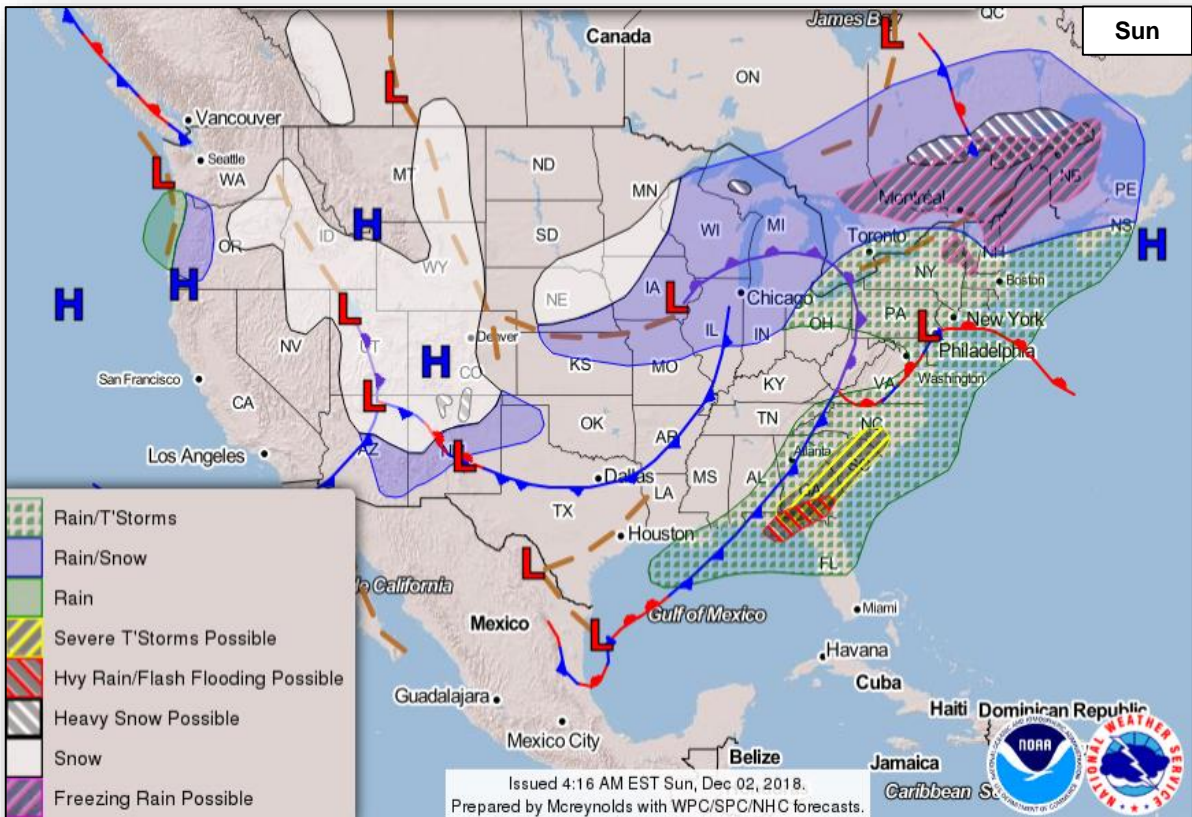 James Bay
QC
Sun
Canada
ON
Vancouver
Seattle
WA
MT
ND
MN
Montréal
NB
PE
NS
OR
ID
SD
WI
MI
Toronto
NH
WY
NY
Boston
NE
IA
Chicago
PA
New York
NV
UT
Denver
IL
IN
OH
Philadelphia
San Francisco
CO
KS
MO
VA
Washington
CA
KY
Los Angeles
AZ
OK
AR
TN
NC
Atlanta
Dallas
MS
AL
GA
TX
LA
Houston
FL
Gulf of Mexico
Miami
Mexico
Havana
Cuba
Guadalajara
Mexico City
Haiti
Dominican Republic
Belize
Jamaica
H
H
H
H
H
L
L
L
L
L
L
L
L
L
L
L
Rain/T'Storms
Rain/Snow
Rain
Severe T'Storms Possible
Hvy Rain/Flash Flooding Possible
Heavy Snow Possible
Snow
Freezing Rain Possible
Issued 4:16 AM EST Sun, Dec 02, 2018.
Prepared by Mcreynolds with WPC/SPC/NHC forecasts.
NOAA
NATIONAL WEATHER SERVICE